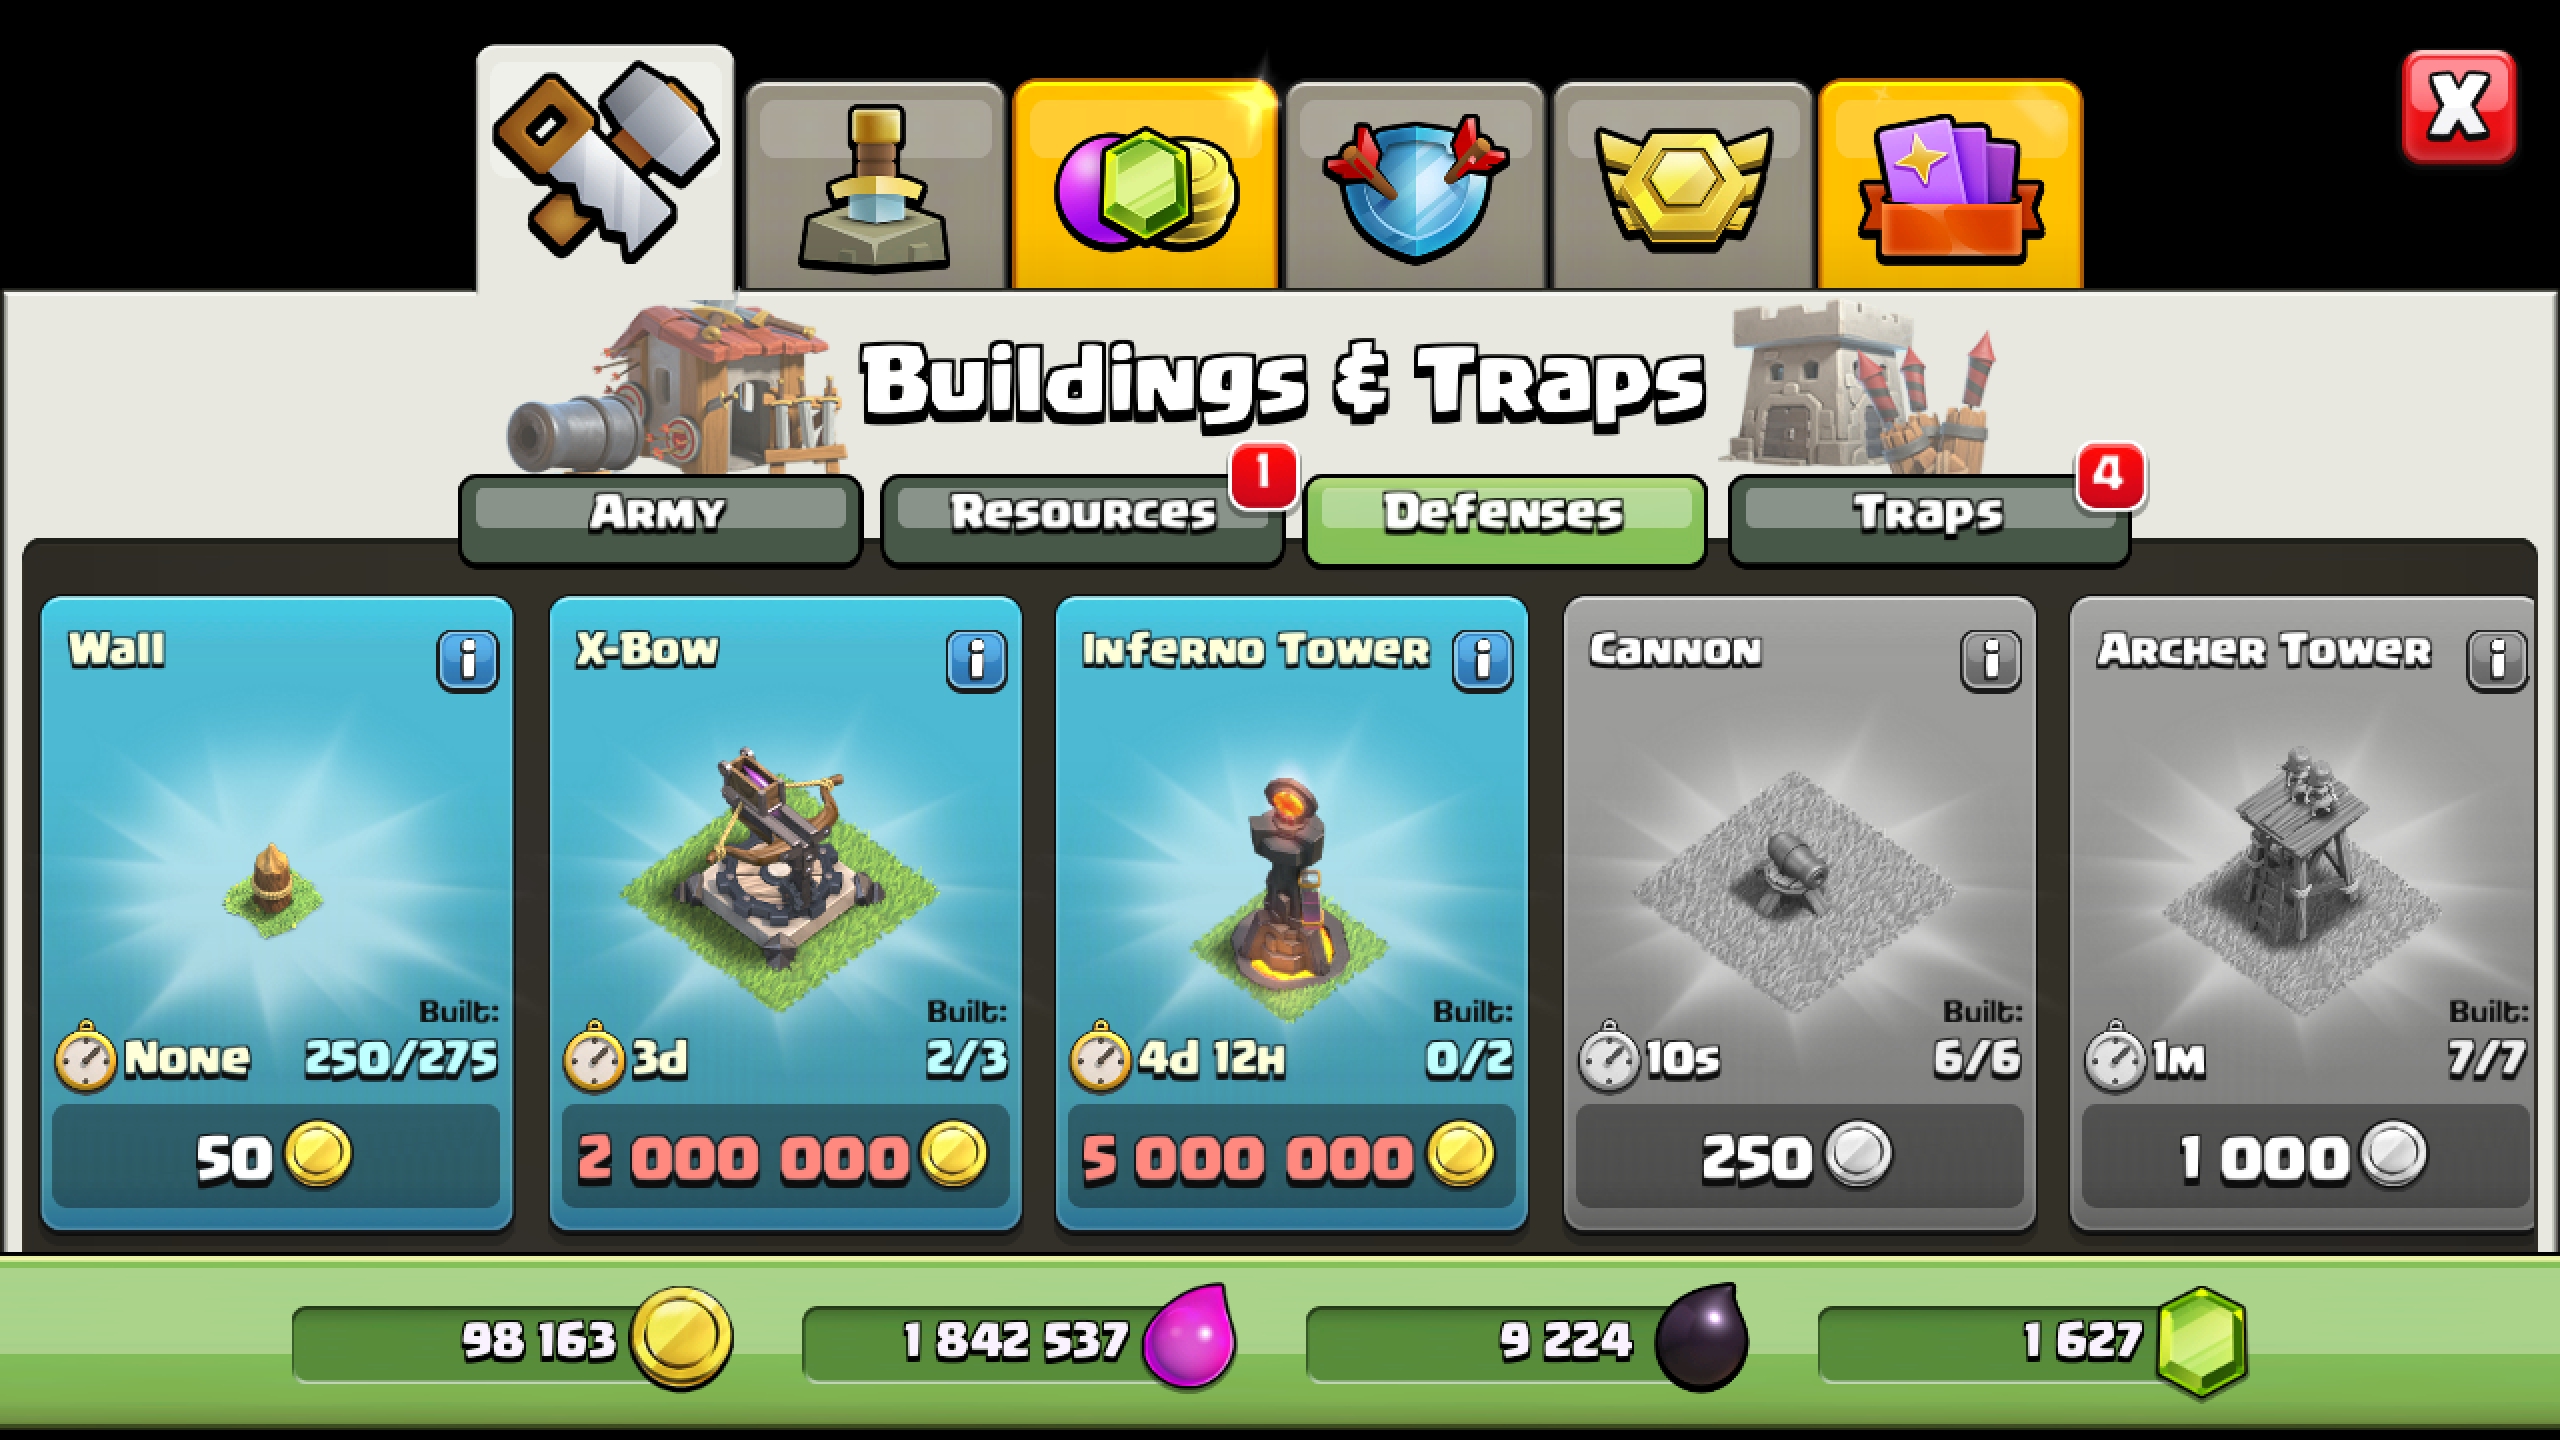 X
Buildings & Traps
Army
Resources
1
Defenses
Traps
4
Wall
i
Built:
None
250/275
50
X-Bow
i
Built:
3d
2/3
2 000 000
Inferno Tower
i
Built:
4d 12h
0/2
5 000 000
Cannon
i
Built:
10s
6/6
250
Archer Tower
i
Built:
1m
7/7
1 000
98 163
1 842 537
9 224
1 627